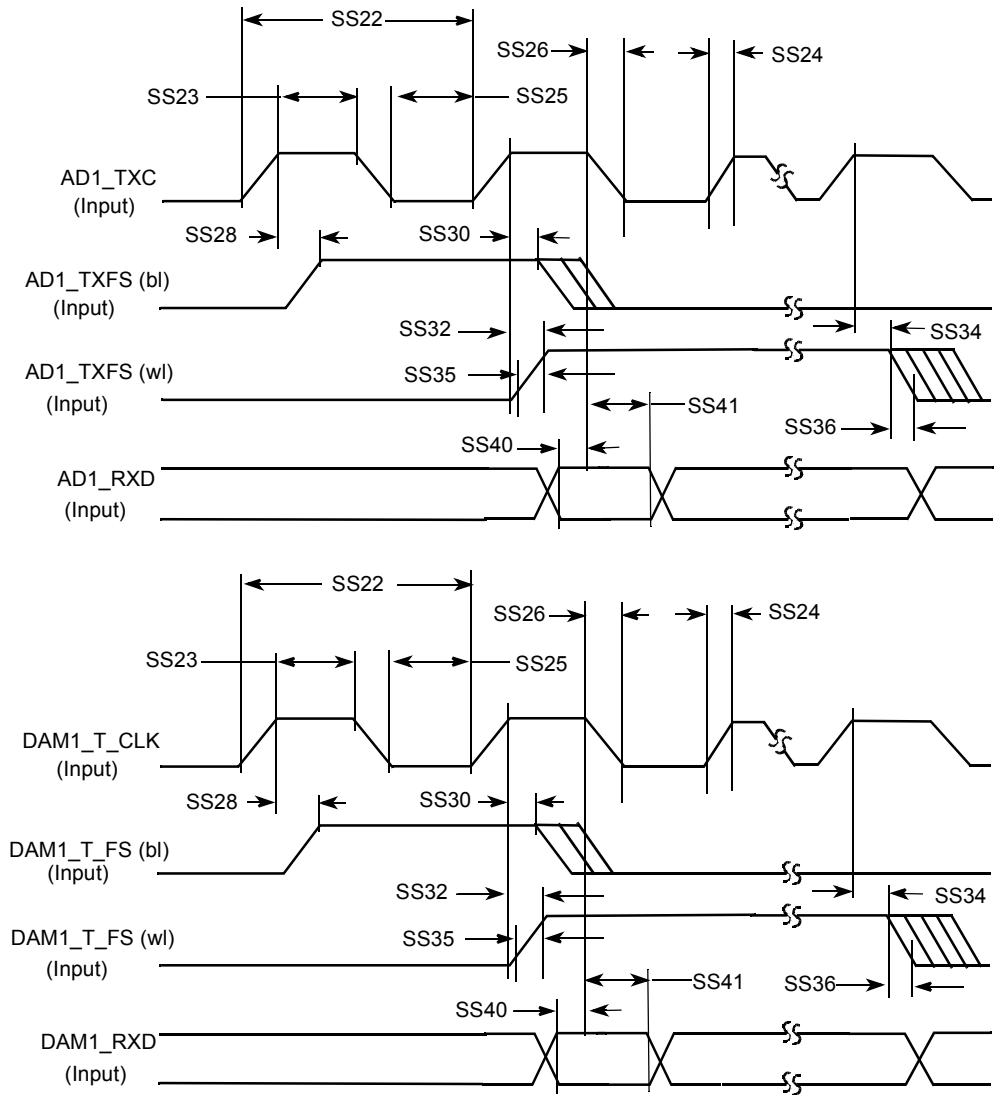 SS22
SS26
SS24
SS23
SS25
AD1_TXC
(Input)
SS28
SS30
AD1_TXFS (bl)
(Input)
SS32
SS34
SS35
AD1_TXFS (wl)
(Input)
SS41
SS36
SS40
AD1_RXD
(Input)
SS22
SS26
SS24
SS23
SS25
DAM1_T_CLK
(Input)
SS28
SS30
DAM1_T_FS (bl)
(Input)
SS32
SS34
SS35
DAM1_T_FS (wl)
(Input)
SS41
SS36
SS40
DAM1_RXD
(Input)